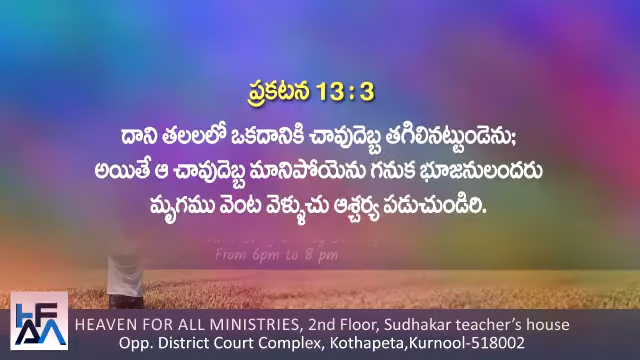 ప్రకటన 13 : 3
దాని తలలలో ఒకదానికి చావుదెబ్బ తగిలినట్టుండెను;
అయితే ఆ చావుదెబ్బ మానిపోయెను గనుక భూజనులందరు
మృగము వెంట వెళ్ళుచు ఆశ్చర్య పడుచుండిరి.
From 6pm to 8 pm
HEAVEN FOR ALL MINISTRIES, 2nd Floor, Sudhakar teacher's house
Opp. District Court Complex, Kothapeta,Kurnool-518002